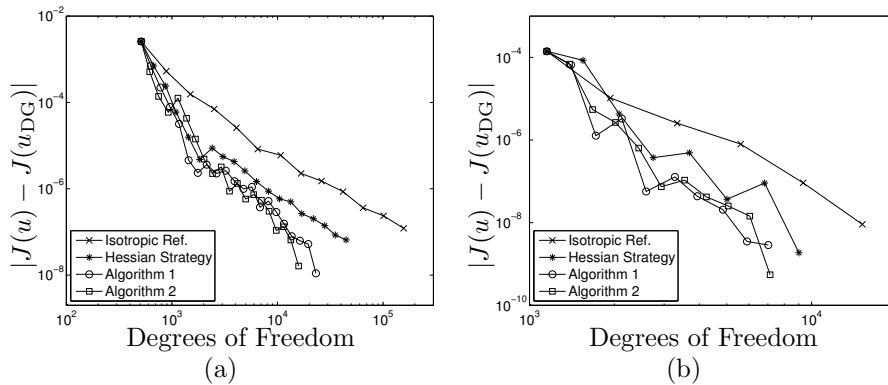 10^-2
10^-4
10^-6
10^-8
|J(u) − J(u_DG)|
Isotropic Ref.
Hessian Strategy
Algorithm 1
Algorithm 2
10^2
10^3
10^4
10^5
Degrees of Freedom
(a)
10^-4
10^-6
10^-8
10^-10
|J(u) − J(u_DG)|
Isotropic Ref.
Hessian Strategy
Algorithm 1
Algorithm 2
10^3
10^4
Degrees of Freedom
(b)